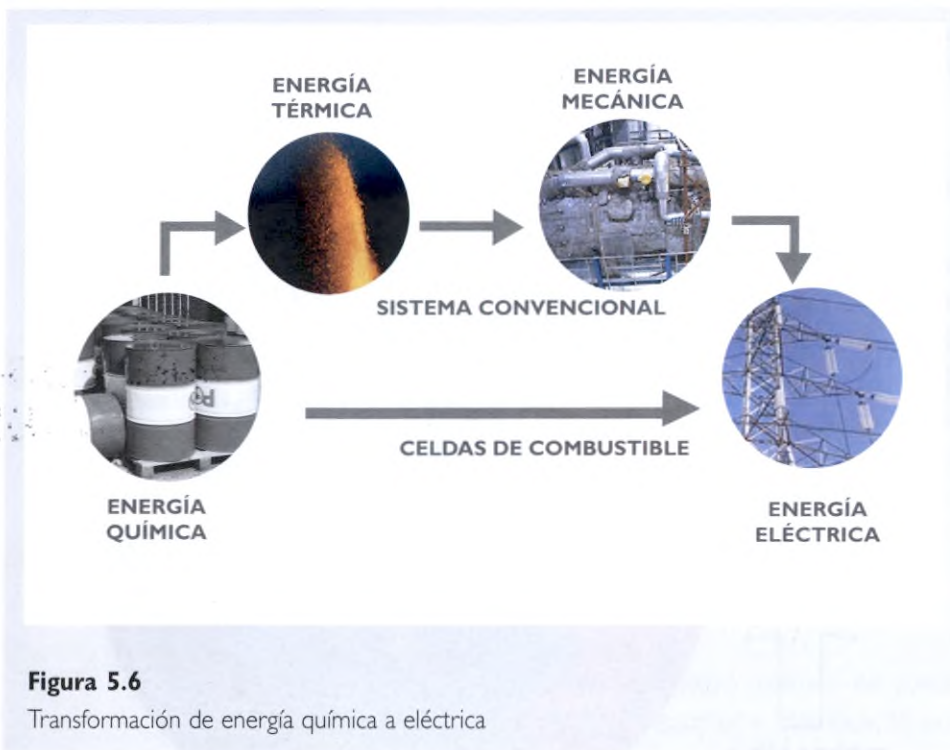 ENERGÍA
TÉRMICA
ENERGÍA
MECÁNICA
SISTEMA CONVENCIONAL
CELDAS DE COMBUSTIBLE
ENERGÍA
QUÍMICA
ENERGÍA
ELÉCTRICA
Figura 5.6
Transformación de energía química a eléctrica